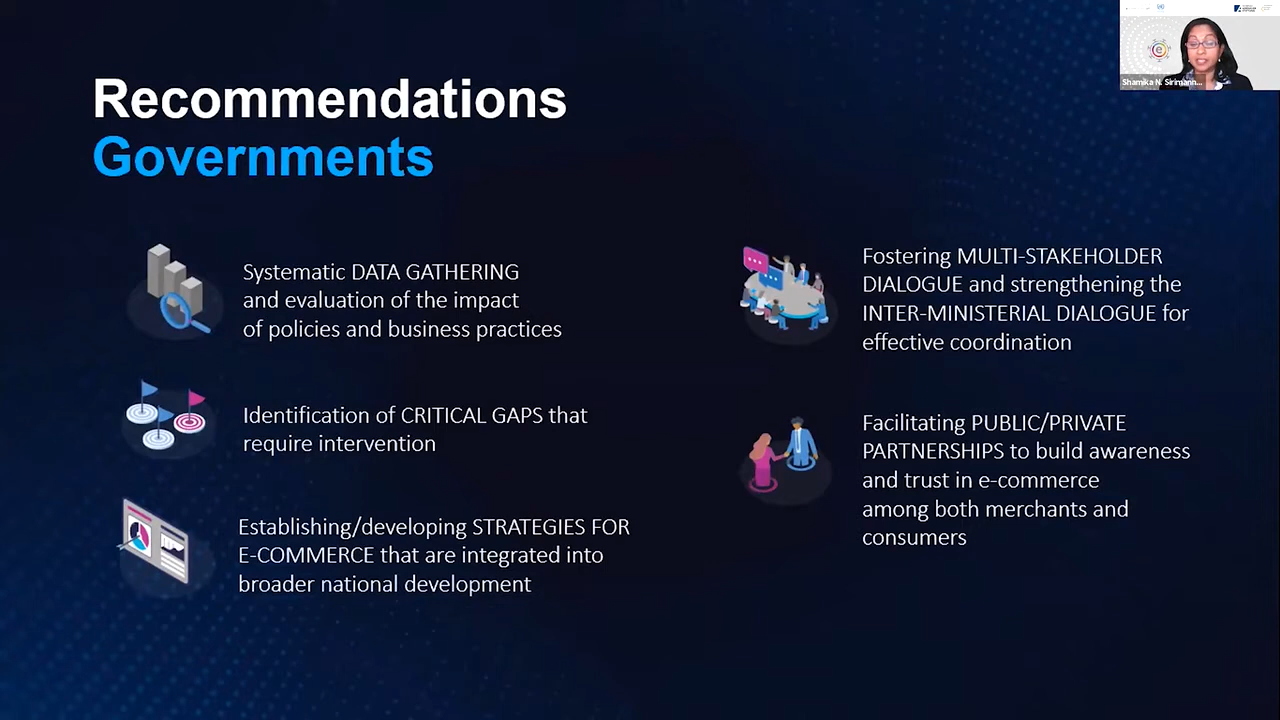 Recommendations
Governments
Systematic DATA GATHERING
and evaluation of the impact
of policies and business practices
Identification of CRITICAL GAPS that
require intervention
Establishing/developing STRATEGIES FOR
E-COMMERCE that are integrated into
broader national development
Fostering MULTI-STAKEHOLDER
DIALOGUE and strengthening the
INTER-MINISTERIAL DIALOGUE for
effective coordination
Facilitating PUBLIC/PRIVATE
PARTNERSHIPS to build awareness
and trust in e-commerce
among both merchants and
consumers
e
Shamika N. Sirimann...